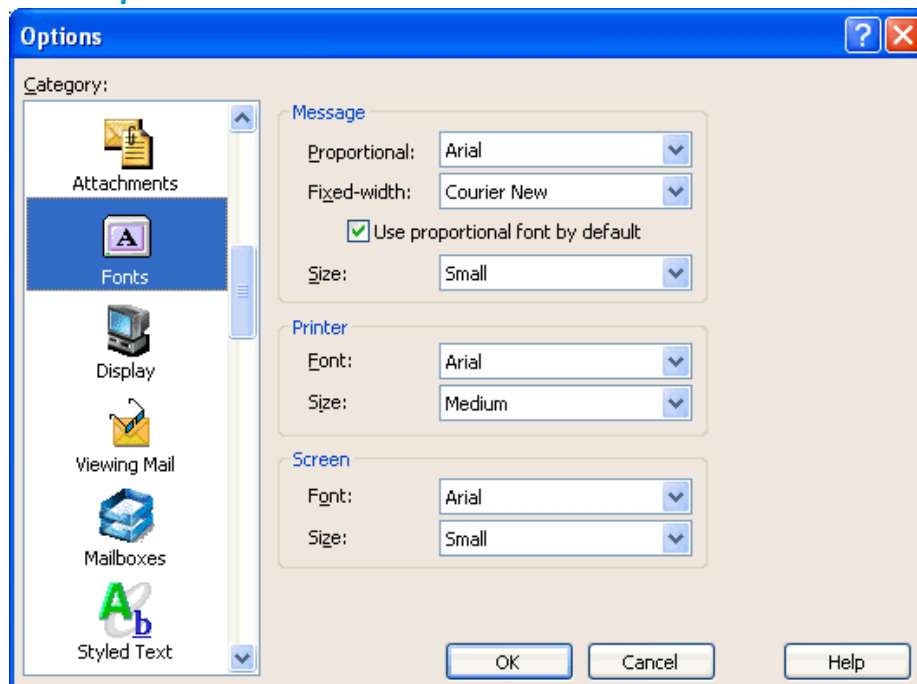 Options
Category:
Attachments
Fonts
Display
Viewing Mail
Mailboxes
Styled Text
Message
Proportional: Arial
Fixed-width: Courier New
Use proportional font by default
Size: Small
Printer
Font: Arial
Size: Medium
Screen
Font: Arial
Size: Small
OK Cancel Help